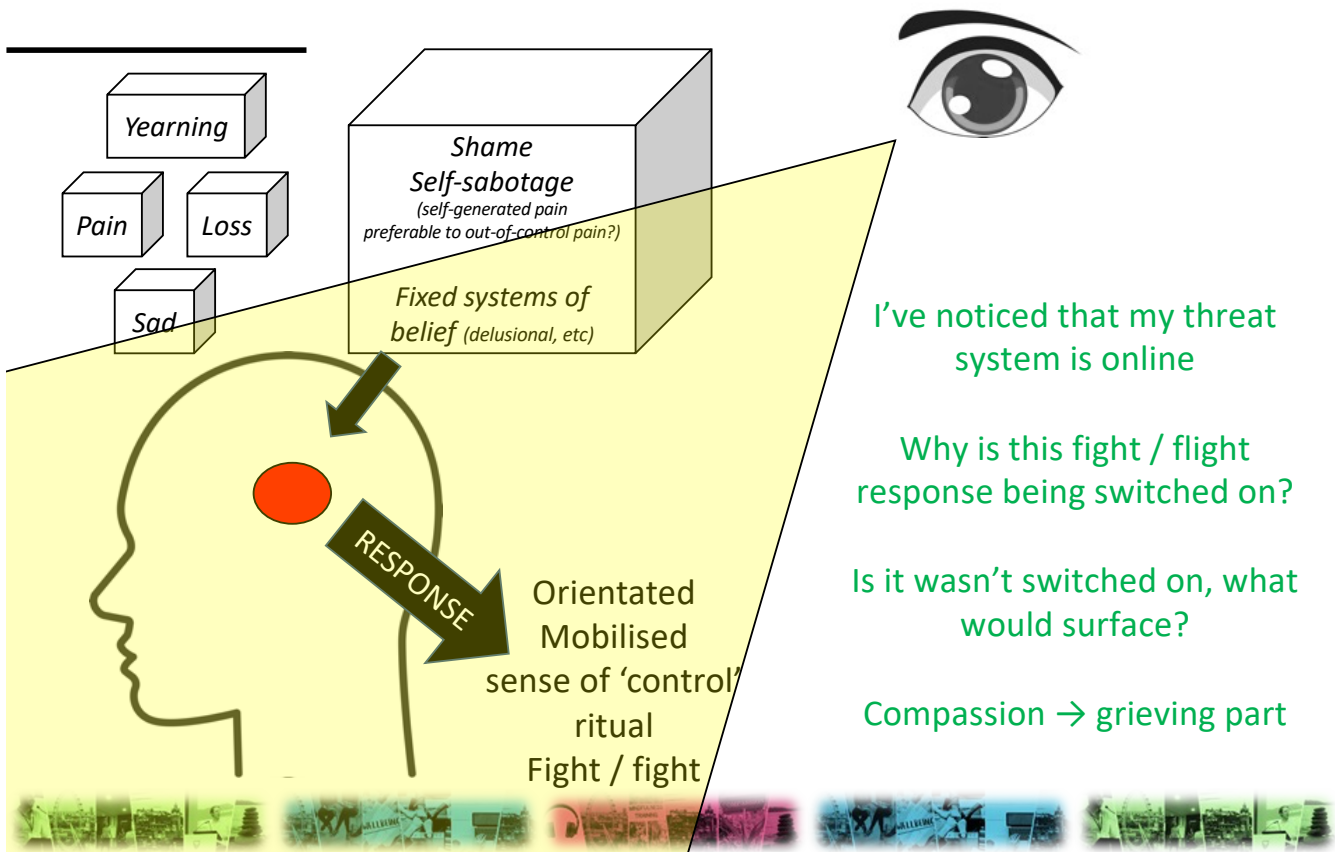 Yearning
Pain
Loss
Sad
Shame
Self-sabotage
(self-generated pain
preferable to out-of-control pain?)
Fixed systems of
belief (delusional, etc)
RESPONSE
Orientated
Mobilised
sense of ‘control’
ritual
Fight / fight
I’ve noticed that my threat
system is online
Why is this fight / flight
response being switched on?
Is it wasn’t switched on, what
would surface?
Compassion → grieving part